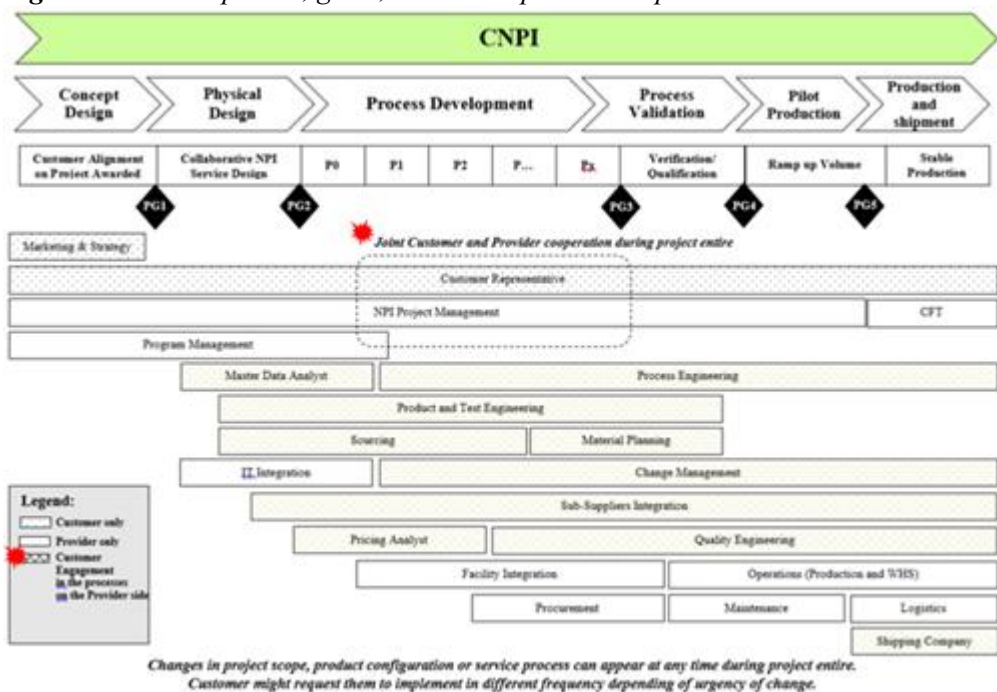 CNPI
Concept
Design
Physical
Design
Process Development
Process
Validation
Pilot
Production
Production
and
shipment
Customer Alignment
on Project Awarded
Collaborative NPI
Service Design
P0
P1
P2
P...
Px
Verification/
Qualification
Ramp up Volume
Stable
Production
PG1
PG2
PG3
PG4
PG5
Joint Customer and Provider cooperation during project entire
Marketing & Strategy
Customer Representative
NPI Project Management
CFT
Program Management
Master Data Analyst
Process Engineering
Product and Test Engineering
Sourcing
Material Planning
IT Integration
Change Management
Sub-Suppliers Integration
Pricing Analyst
Quality Engineering
Facility Integration
Operations (Production and WHS)
Procurement
Maintenance
Logistics
Shipping Company
Legend:
Customer only
Provider only
Customer
Engagement
in the processes
on the Provider side
Changes in project scope, product configuration or service process can appear at any time during project entire.
Customer might request them to implement in different frequency depending of urgency of change.